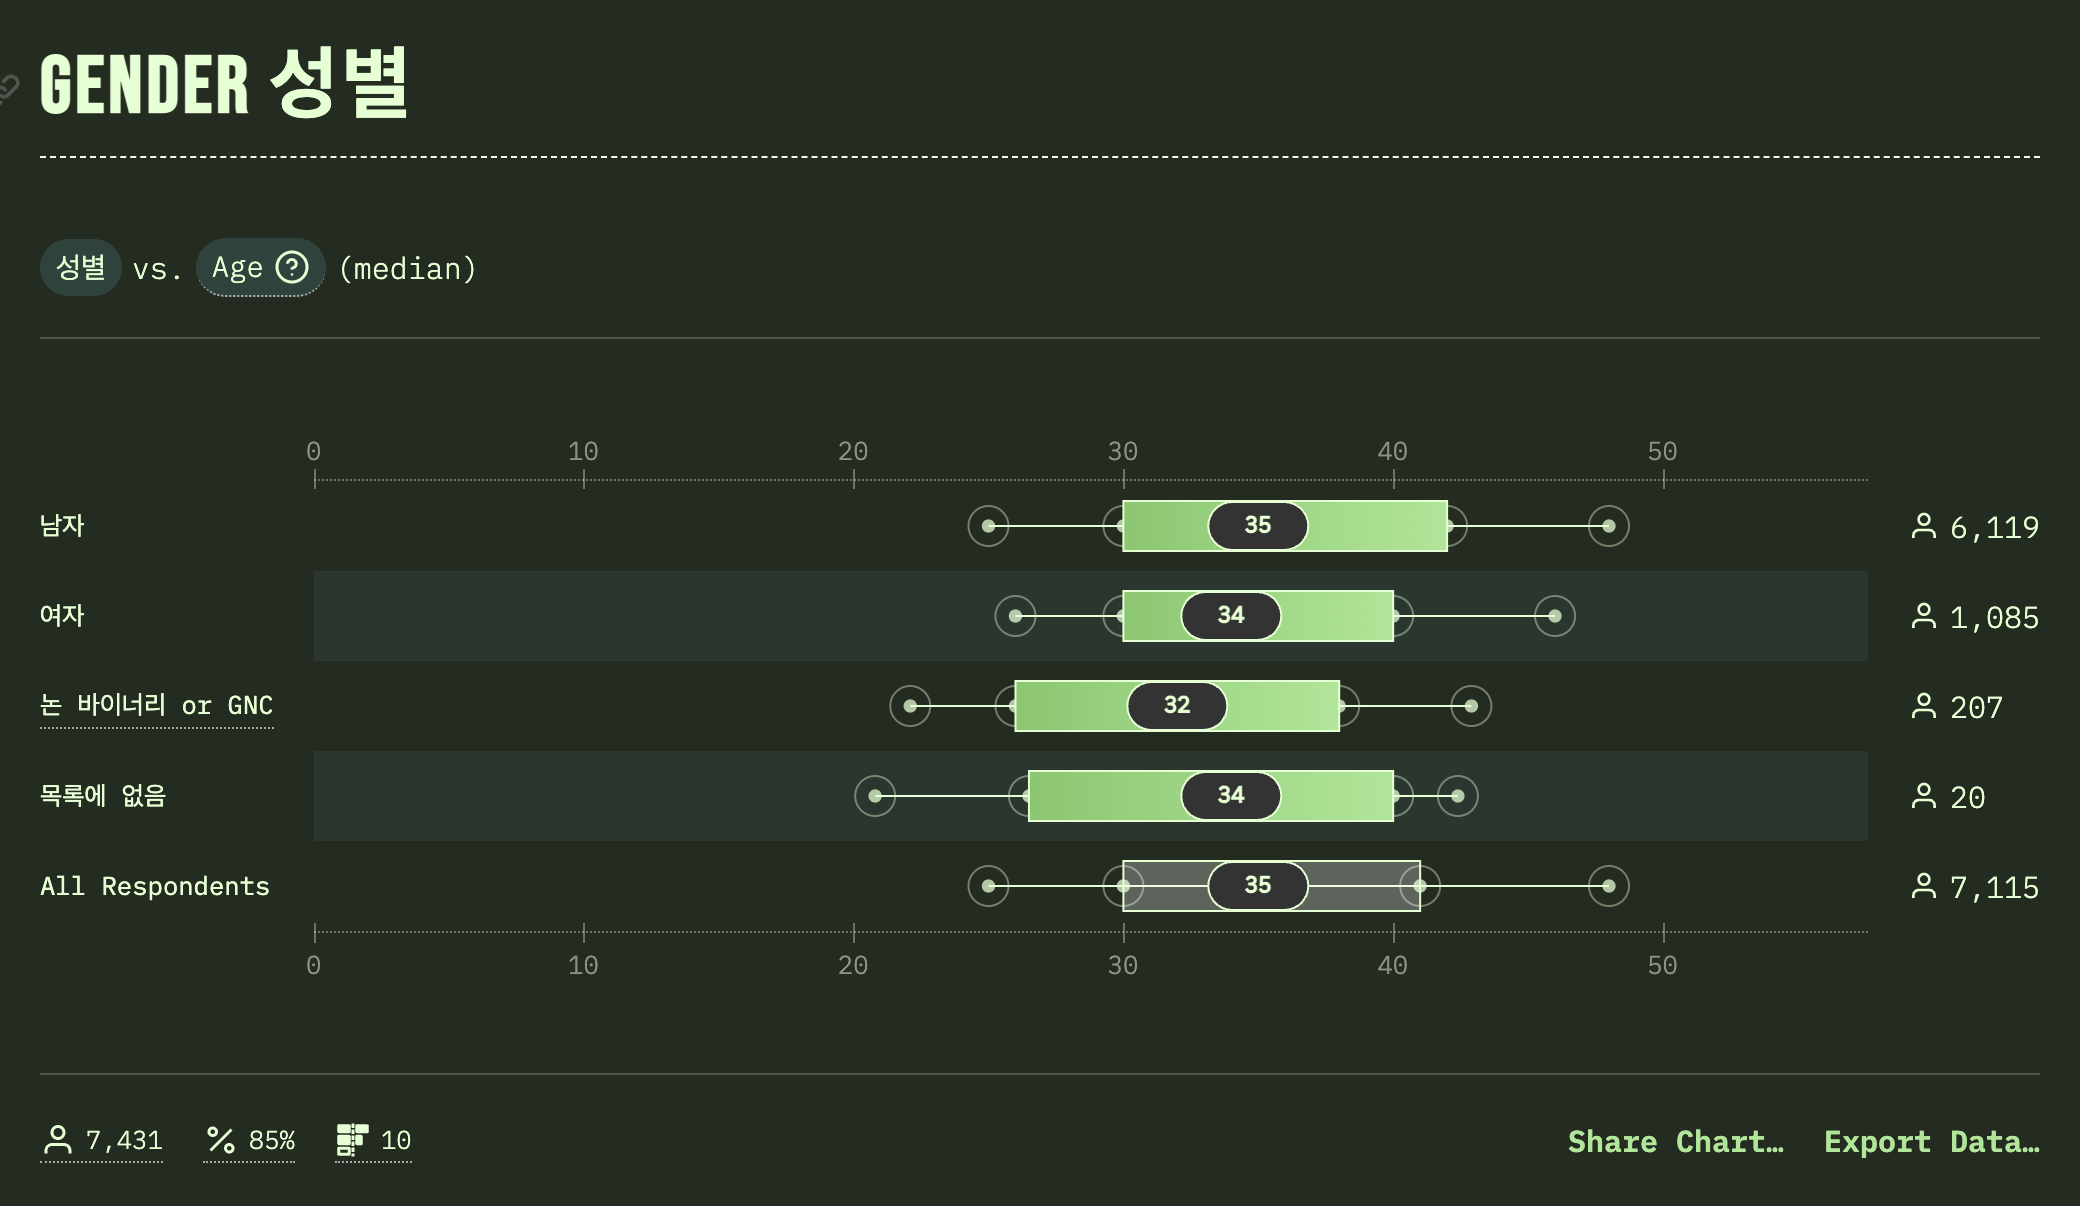 GENDER 성별
성별 vs. Age (median)
0 10 20 30 40 50
남자 35 6,119
여자 34 1,085
논 바이너리 or GNC 32 207
목록에 없음 34 20
All Respondents 35 7,115
0 10 20 30 40 50
7,431 85% 10 Share Chart… Export Data…